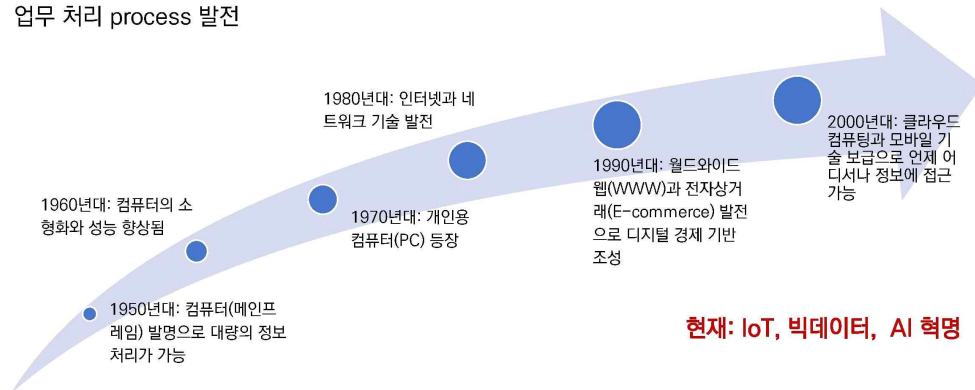 업무 처리 process 발전
1950년대: 컴퓨터(메인프
레임) 발명으로 대량의 정보
처리가 가능
1960년대: 컴퓨터의 소
형화와 성능 향상됨
1970년대: 개인용
컴퓨터(PC) 등장
1980년대: 인터넷과 네
트워크 기술 발전
1990년대: 월드와이드
웹(WWW)과 전자상거
래(E-commerce) 발전
으로 디지털 경제 기반
조성
2000년대: 클라우드
컴퓨팅과 모바일 기
술 보급으로 언제 어
디서나 정보에 접근
가능
현재: IoT, 빅데이터, AI 혁명